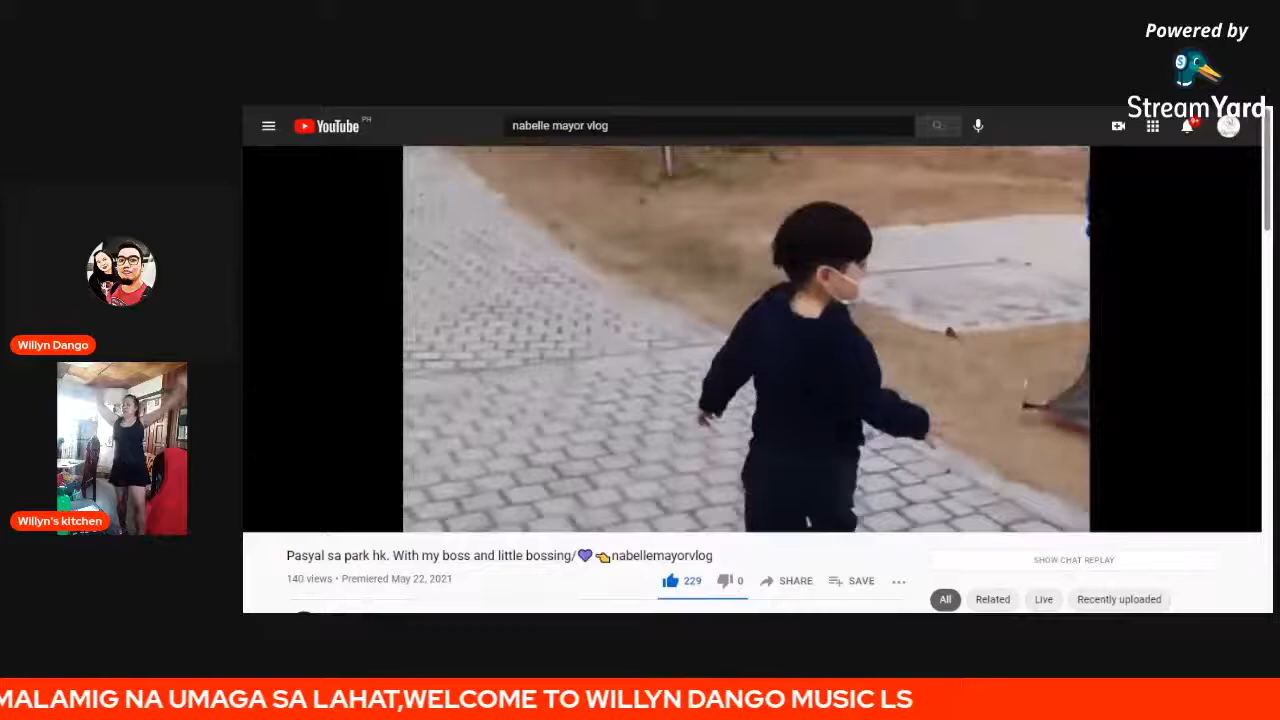 Powered by
StreamYard
YouTube PH
nabelle mayor vlog
9+
Willyn Dango
Willyn's kitchen
Pasyal sa park hk. With my boss and little bossing/💜👈nabellemayorvlog
140 views • Premiered May 22, 2021
229
0
SHARE
SAVE
SHOW CHAT REPLAY
All
Related
Live
Recently uploaded
MALAMIG NA UMAGA SA LAHAT,WELCOME TO WILLYN DANGO MUSIC LS